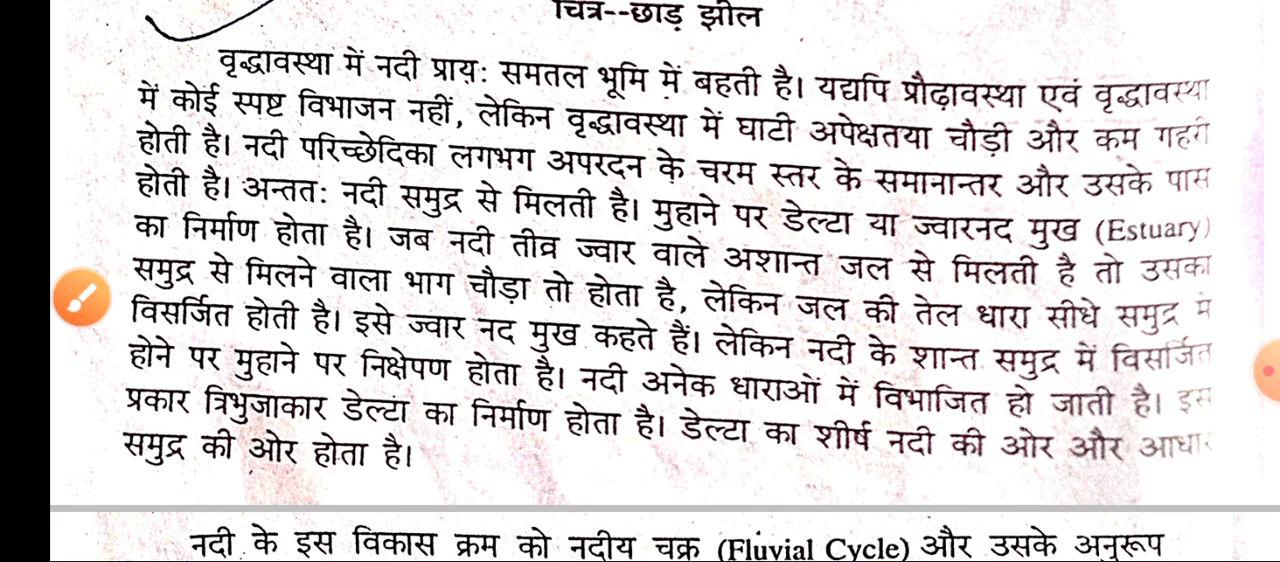 चित्र--छाड़ झील
वृद्धावस्था में नदी प्राय: समतल भूमि में बहती है। यद्यपि प्रौढ़ावस्था एवं वृद्धावस्था
में कोई स्पष्ट विभाजन नहीं, लेकिन वृद्धावस्था में घाटी अपेक्षतया चौड़ी और कम गहरी
होती है। नदी परिच्छेदिका लगभग अपरदन के चरम स्तर के समानान्तर और उसके पास
होती है। अन्तत: नदी समुद्र से मिलती है। मुहाने पर डेल्टा या ज्वारनद मुख (Estuary)
का निर्माण होता है। जब नदी तीव्र ज्वार वाले अशान्त जल से मिलती है तो उसका
समुद्र से मिलने वाला भाग चौड़ा तो होता है, लेकिन जल की तेल धारा सीधे समुद्र में
विसर्जित होती है। इसे ज्वार नद मुख कहते हैं। लेकिन नदी के शान्त समुद्र में विसर्जित
होने पर मुहाने पर निक्षेपण होता है। नदी अनेक धाराओं में विभाजित हो जाती है। इस
प्रकार त्रिभुजाकार डेल्टा का निर्माण होता है। डेल्टा का शीर्ष नदी की ओर और आधार
समुद्र की ओर होता है।
नदी के इस विकास क्रम को नदीय चक्र (Fluvial Cycle) और उसके अनुरूप